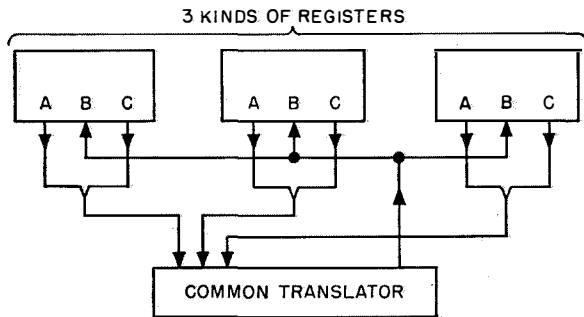 3 KINDS OF REGISTERS
A B C A B C A B C
COMMON TRANSLATOR